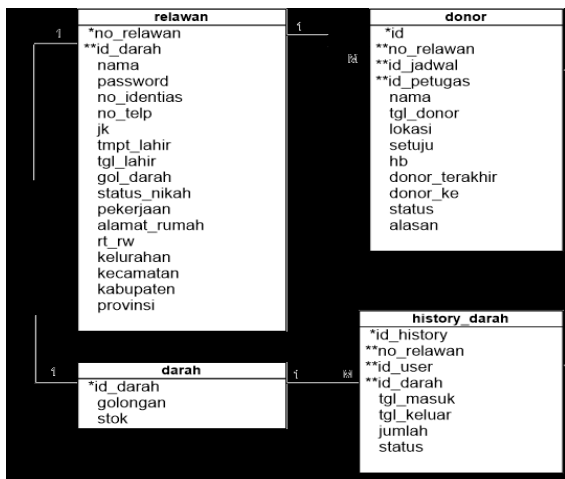 relawan
*no_relawan
**id_darah
nama
password
no_identias
no_telp
jk
tmpt_lahir
tgl_lahir
gol_darah
status_nikah
pekerjaan
alamat_rumah
rt_rw
kelurahan
kecamatan
kabupaten
provinsi
1
1
M
donor
*id
**no_relawan
**id_jadwal
**id_petugas
nama
tgl_donor
lokasi
setuju
hb
donor_terakhir
donor_ke
status
alasan
1
darah
*id_darah
golongan
stok
1
M
history_darah
*id_history
**no_relawan
**id_user
**id_darah
tgl_masuk
tgl_keluar
jumlah
status